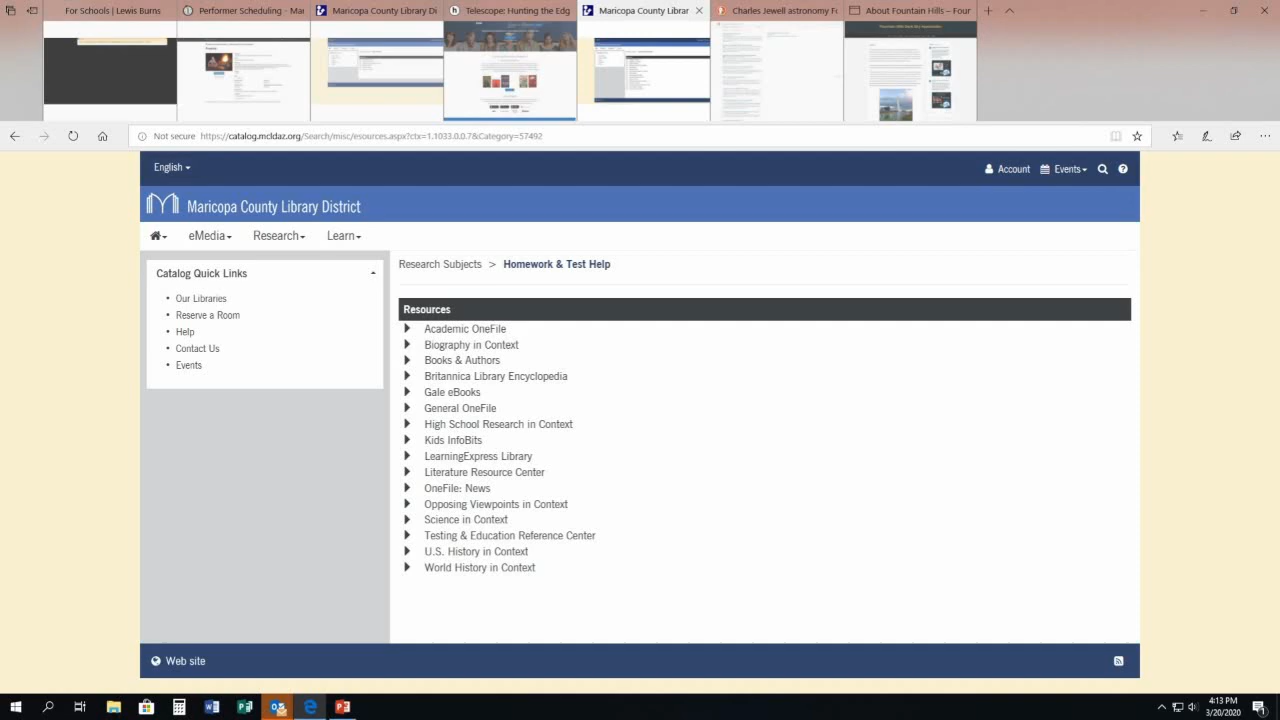 For Schools | Lewis Burns
Performer Scheduling - Mar
Maricopa County Library Di
Telescope: Hunting the Edg
Maricopa County Librar
Charles Jewell astronomy Fo
About Fountain Hills – Four
Not secure https://catalog.mcldaz.org/Search/misc/esources.aspx?ctx=1.1033.0.0.7&Category=57492
English
Account
Events
Maricopa County Library District
eMedia
Research
Learn
Catalog Quick Links
• Our Libraries
• Reserve a Room
• Help
• Contact Us
• Events
Research Subjects > Homework & Test Help
Resources
Academic OneFile
Biography in Context
Books & Authors
Britannica Library Encyclopedia
Gale eBooks
General OneFile
High School Research in Context
Kids InfoBits
LearningExpress Library
Literature Resource Center
OneFile: News
Opposing Viewpoints in Context
Science in Context
Testing & Education Reference Center
U.S. History in Context
World History in Context
Web site
4:13 PM
3/20/2020